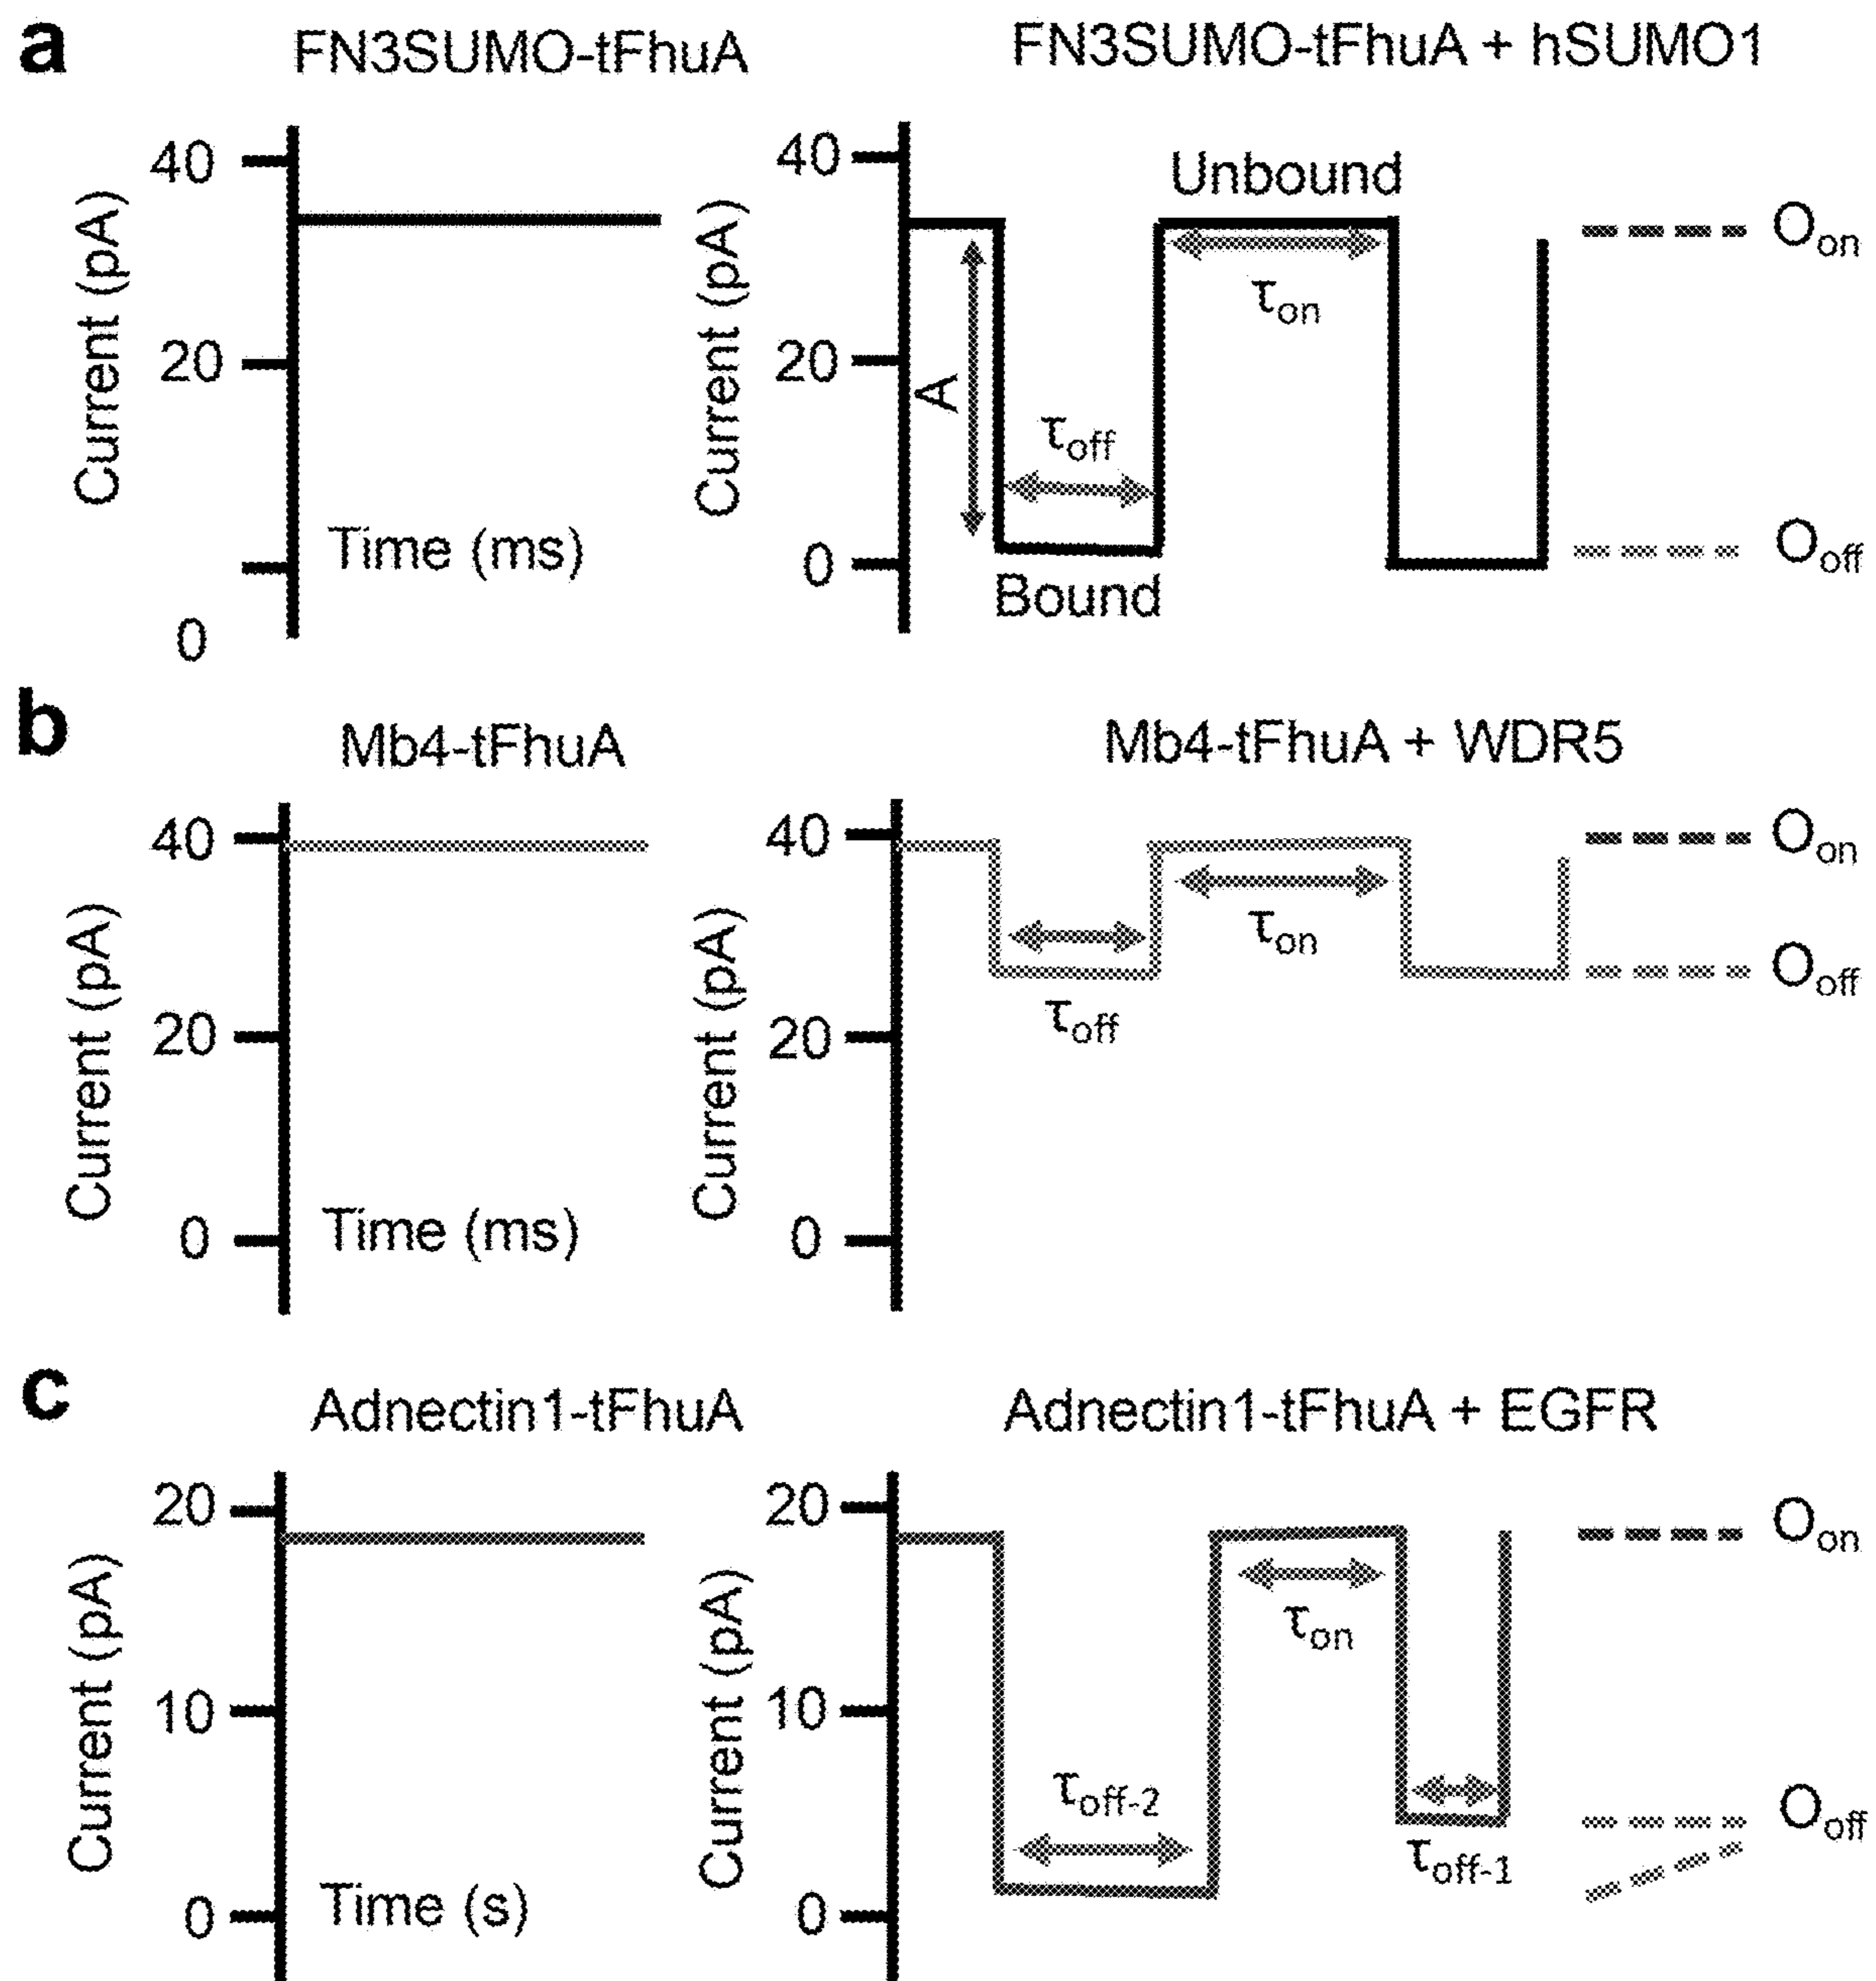 a
FN3SUMO-tFhuA
FN3SUMO-tFhuA + hSUMO1
40
20
0
Current (pA)
Time (ms)
40
20
0
Current (pA)
A
Unbound
τon
τoff
Bound
Oon
Ooff
b
Mb4-tFhuA
Mb4-tFhuA + WDR5
40
20
0
Current (pA)
Time (ms)
40
20
0
Current (pA)
τon
τoff
Oon
Ooff
c
Adnectin1-tFhuA
Adnectin1-tFhuA + EGFR
20
10
0
Current (pA)
Time (s)
20
10
0
Current (pA)
τon
τoff-2
τoff-1
Oon
Ooff